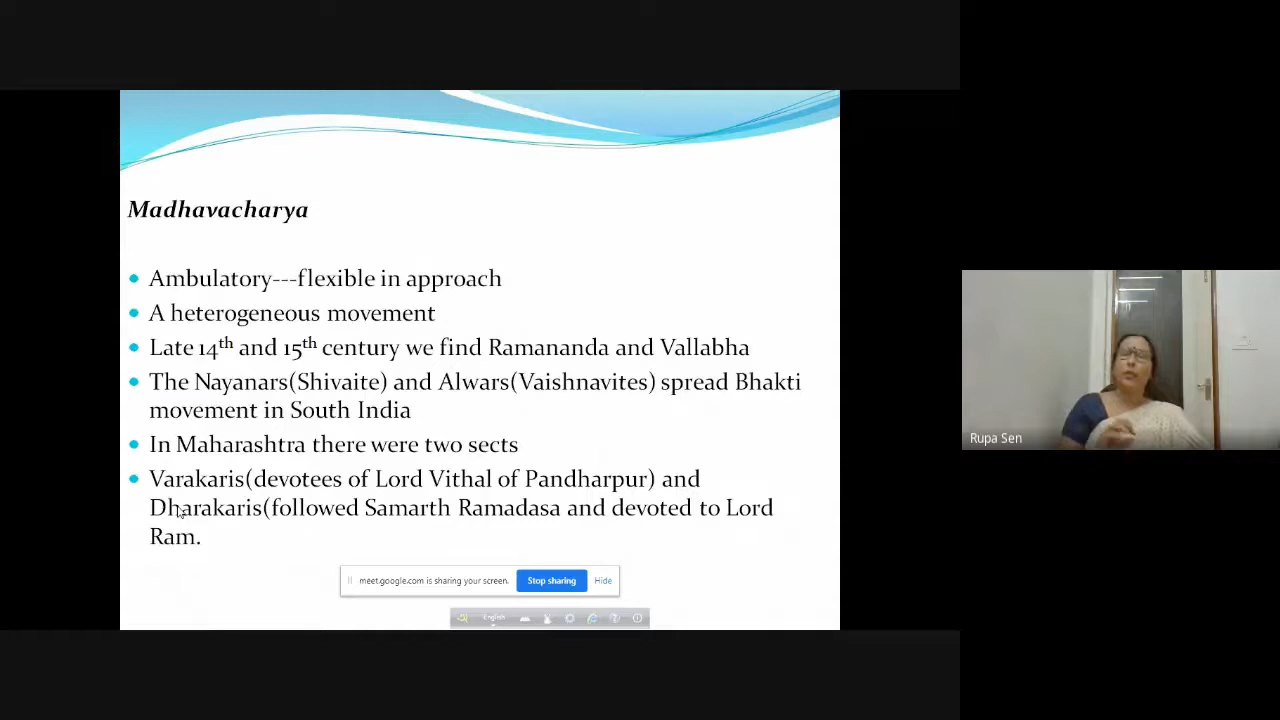 Madhavacharya
Ambulatory---flexible in approach
A heterogeneous movement
Late 14th and 15th century we find Ramananda and Vallabha
The Nayanars(Shivaite) and Alwars(Vaishnavites) spread Bhakti
movement in South India
In Maharashtra there were two sects
Varakaris(devotees of Lord Vithal of Pandharpur) and
Dharakaris(followed Samarth Ramadasa and devoted to Lord
Ram.
meet.google.com is sharing your screen. Stop sharing Hide
English
Rupa Sen